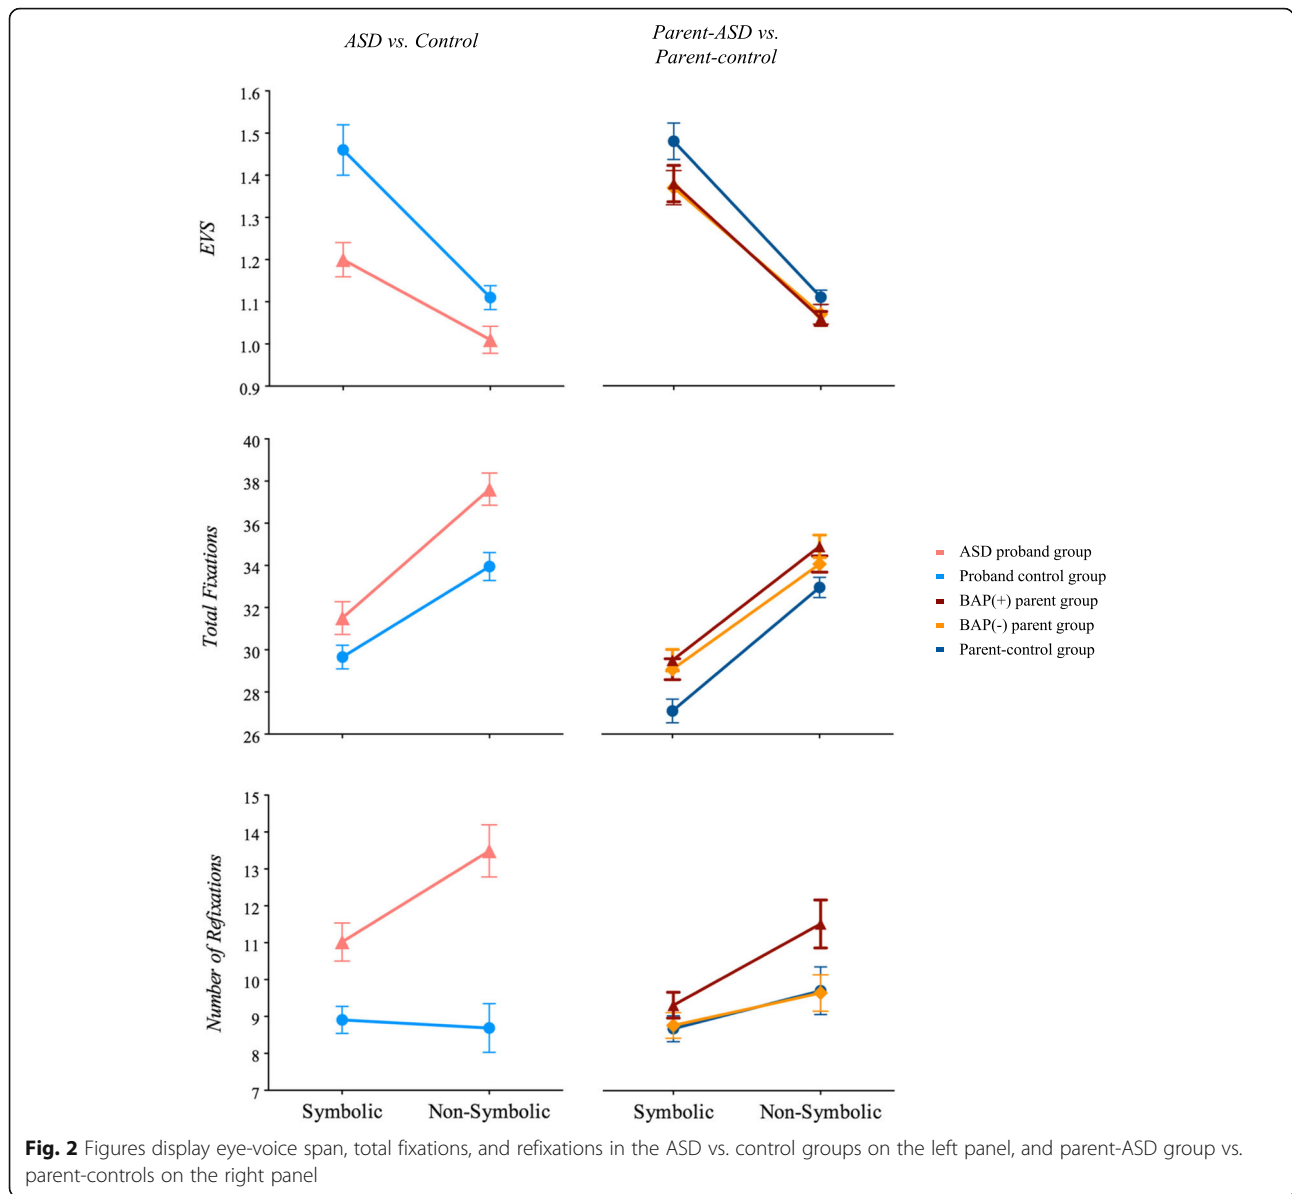 ASD vs. Control
Parent-ASD vs.
Parent-control
EVS
1.6
1.5
1.4
1.3
1.2
1.1
1.0
0.9
Total Fixations
40
38
36
34
32
30
28
26
ASD proband group
Proband control group
BAP(+) parent group
BAP(-) parent group
Parent-control group
Number of Refixations
15
14
13
12
11
10
9
8
7
Symbolic Non-Symbolic Symbolic Non-Symbolic
Fig. 2 Figures display eye-voice span, total fixations, and refixations in the ASD vs. control groups on the left panel, and parent-ASD group vs.
parent-controls on the right panel